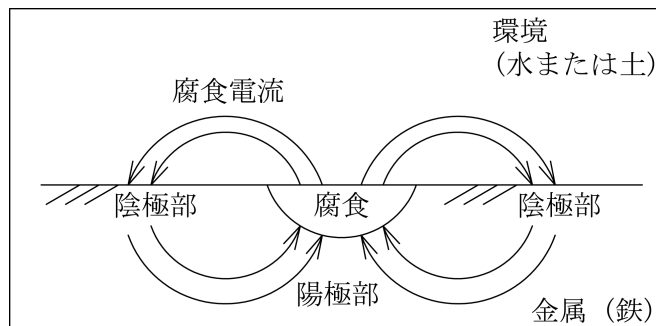 環境
(水または土)
腐食電流
陰極部
腐食
陰極部
陽極部
金属（鉄）